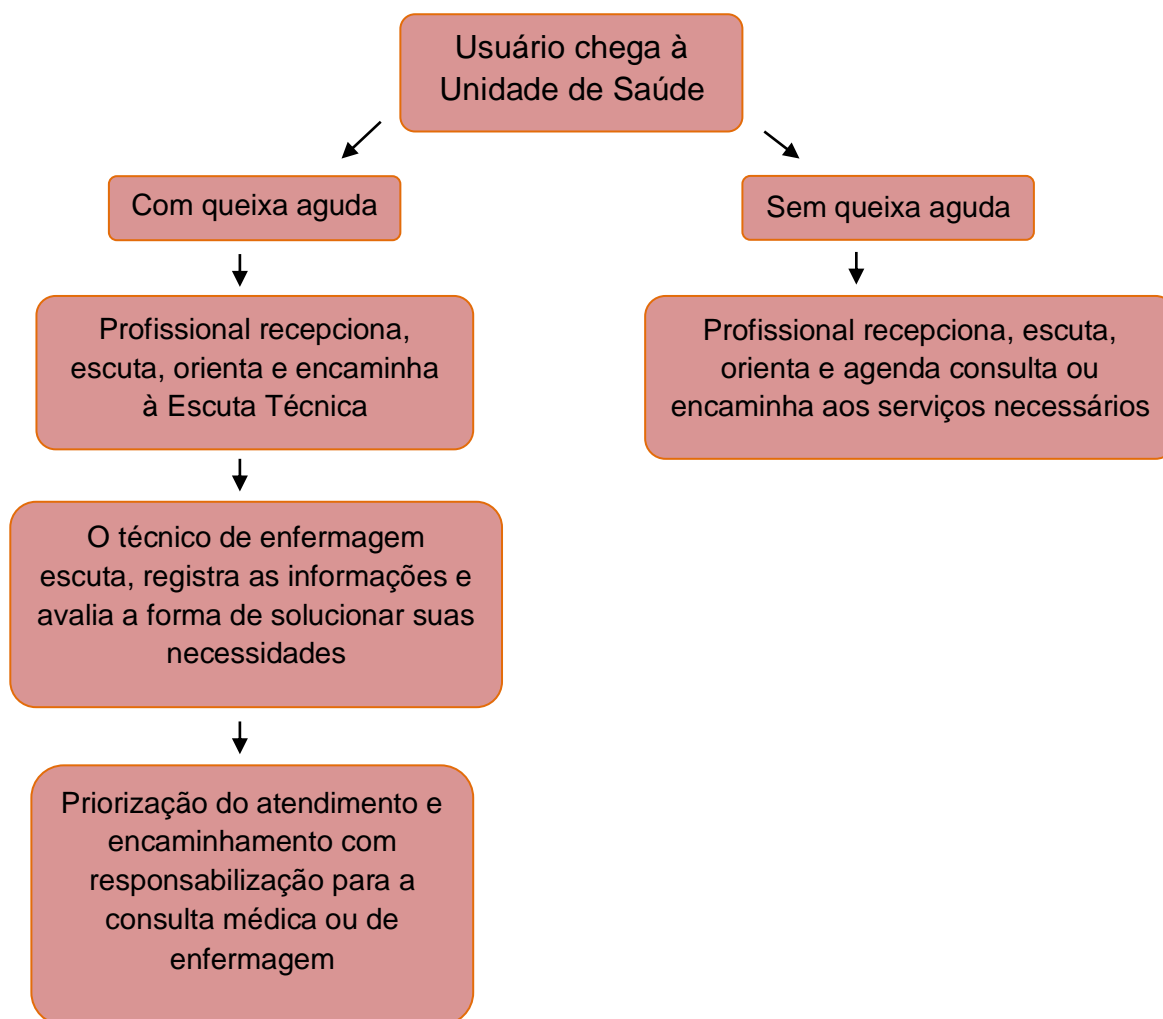 Usuário chega à
Unidade de Saúde
Com queixa aguda
Sem queixa aguda
Profissional recepciona,
escuta, orienta e encaminha
à Escuta Técnica
Profissional recepciona, escuta,
orienta e agenda consulta ou
encaminha aos serviços necessários
O técnico de enfermagem
escuta, registra as informações e
avalia a forma de solucionar suas
necessidades
Priorização do atendimento e
encaminhamento com
responsabilização para a
consulta médica ou de
enfermagem